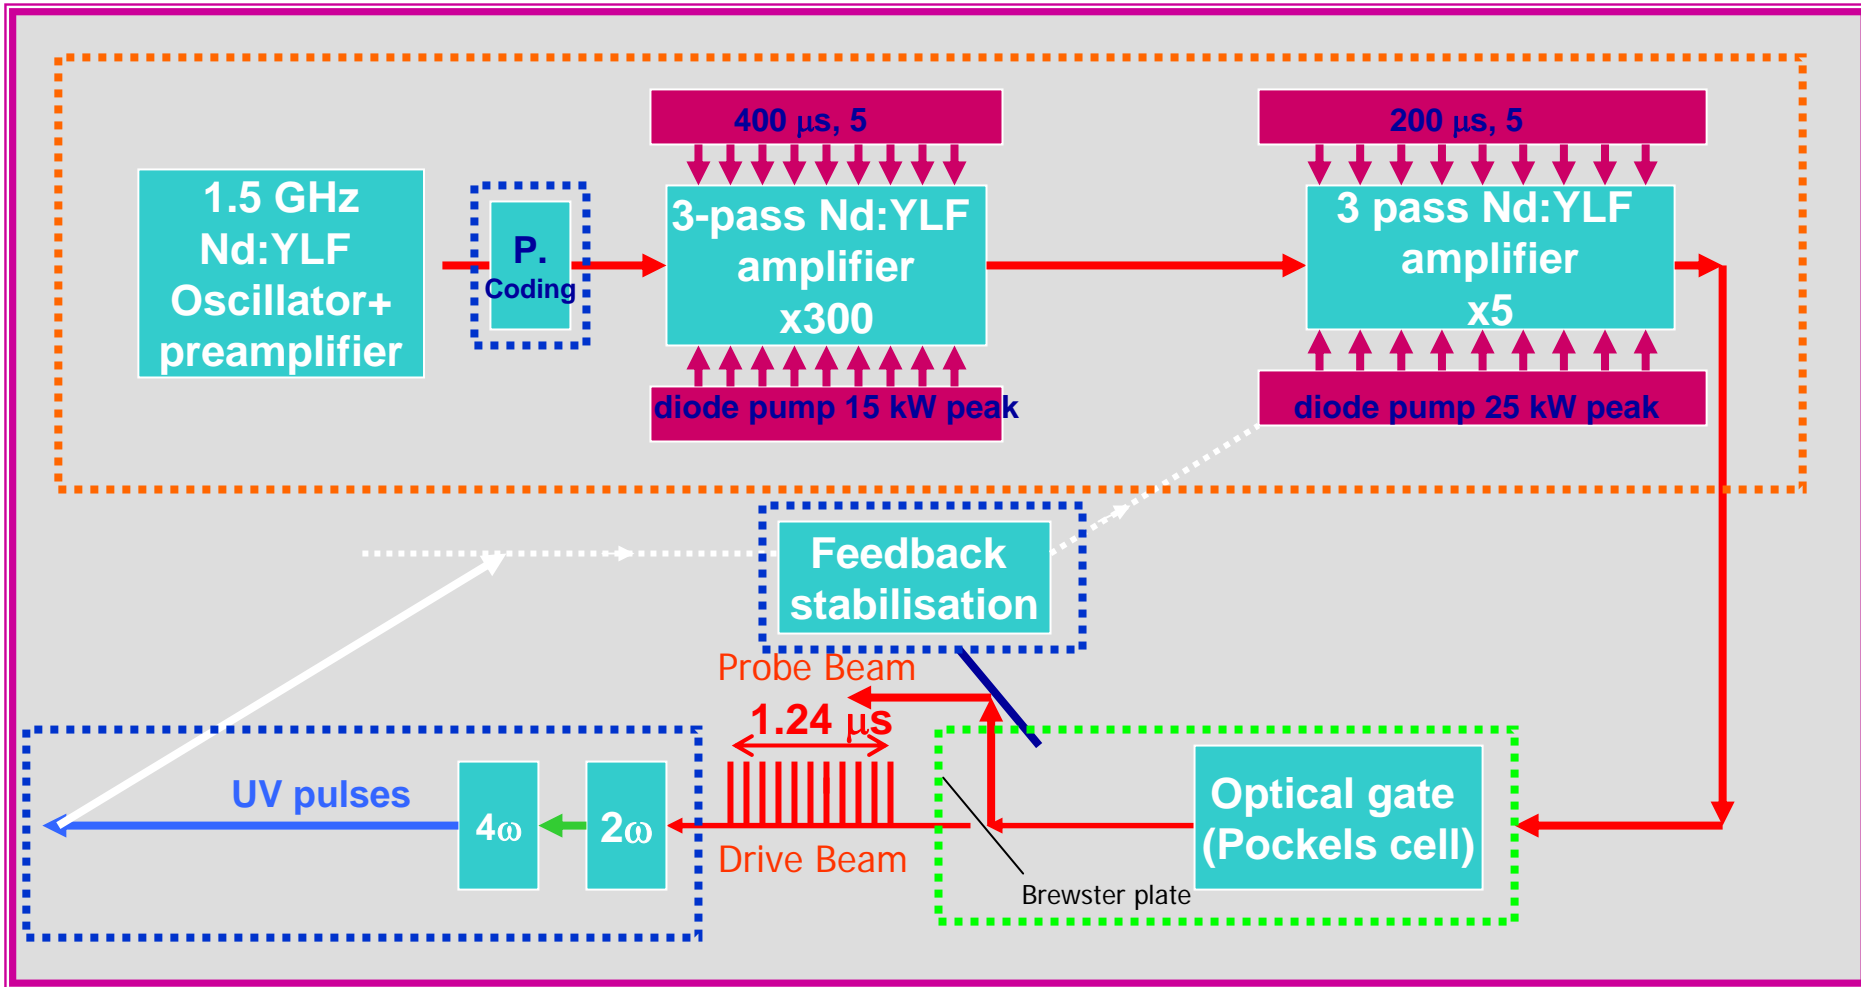 400 μs, 5
200 μs, 5
1.5 GHz
Nd:YLF
Oscillator+
preamplifier
P.
Coding
3-pass Nd:YLF
amplifier
x300
3 pass Nd:YLF
amplifier
x5
diode pump 15 kW peak
diode pump 25 kW peak
Feedback
stabilisation
Probe Beam
1.24 μs
UV pulses
4ω
2ω
Drive Beam
Optical gate
(Pockels cell)
Brewster plate